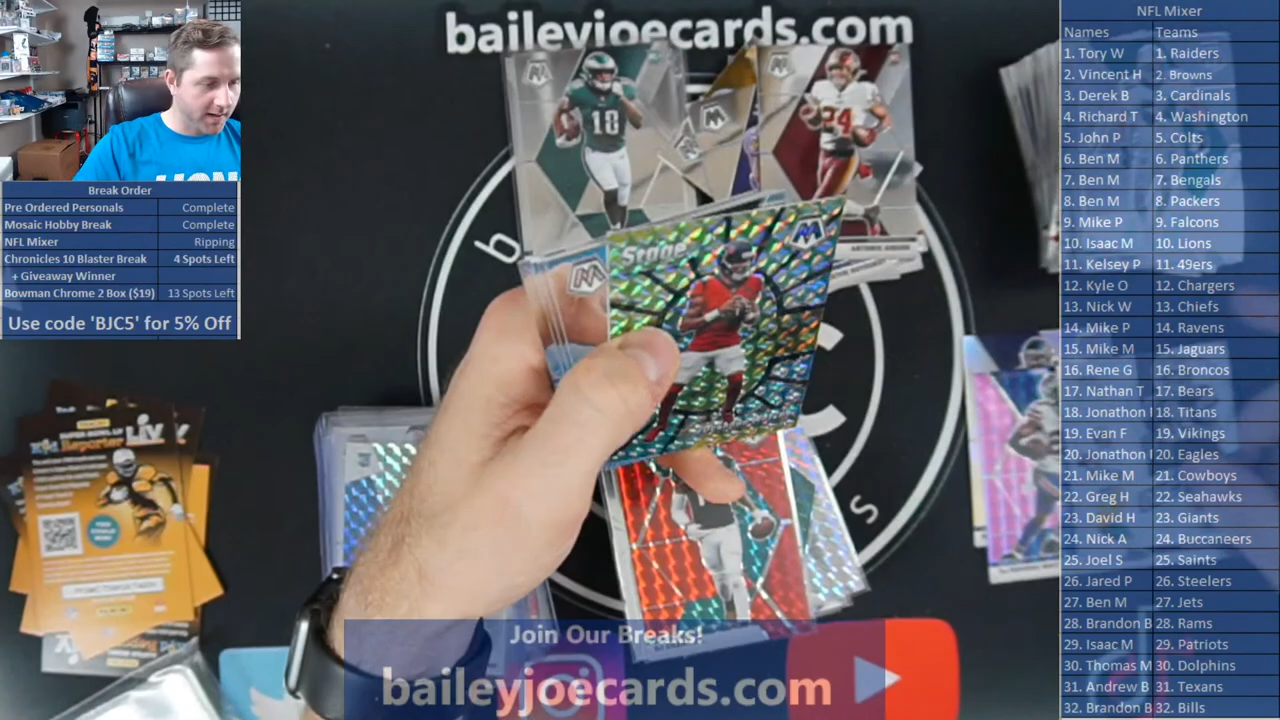 baileyjoecards.com
NFL Mixer
Names Teams
1. Tory W 1. Raiders
2. Vincent H 2. Browns
3. Derek B 3. Cardinals
4. Richard T 4. Washington
5. John P 5. Colts
6. Ben M 6. Panthers
7. Ben M 7. Bengals
8. Ben M 8. Packers
9. Mike P 9. Falcons
10. Isaac M 10. Lions
11. Kelsey P 11. 49ers
12. Kyle O 12. Chargers
13. Nick W 13. Chiefs
14. Mike P 14. Ravens
15. Mike M 15. Jaguars
16. Rene G 16. Broncos
17. Nathan T 17. Bears
18. Jonathon 18. Titans
19. Evan F 19. Vikings
20. Jonathon 20. Eagles
21. Mike M 21. Cowboys
22. Greg H 22. Seahawks
23. David H 23. Giants
24. Nick A 24. Buccaneers
25. Joel S 25. Saints
26. Jared P 26. Steelers
27. Ben M 27. Jets
28. Brandon B 28. Rams
29. Isaac M 29. Patriots
30. Thomas M 30. Dolphins
31. Andrew B 31. Texans
32. Brandon B 32. Bills
Break Order
Pre Ordered Personals Complete
Mosaic Hobby Break Complete
NFL Mixer Ripping
Chronicles 10 Blaster Break 4 Spots Left
+ Giveaway Winner
Bowman Chrome 2 Box ($19) 13 Spots Left
Use code 'BJC5' for 5% Off
18
24
b
C
s
Stage
M
SUPER BOWL LIV
Kid Reporter
LIV
Join Our Breaks!
baileyjoecards.com